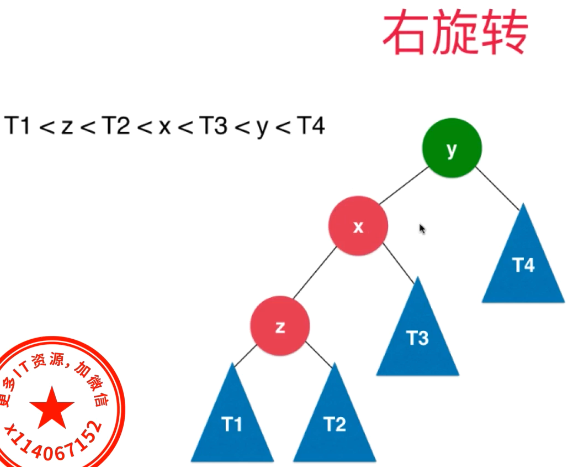 右旋转
T1 < z < T2 < x < T3 < y < T4
y
x
T4
z
T3
T1
T2
更多IT资源，加微信
x114067152